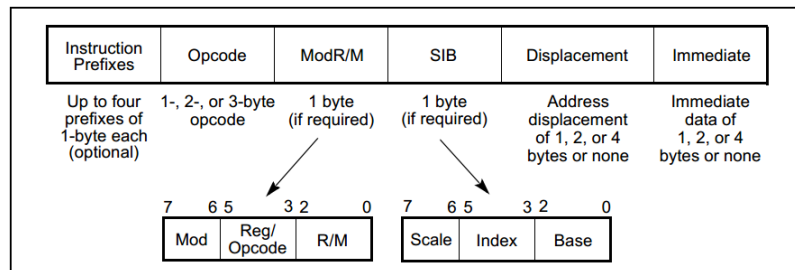 Instruction Prefixes
Opcode
ModR/M
SIB
Displacement
Immediate
Up to four
prefixes of
1-byte each
(optional)
1-, 2-, or 3-byte
opcode
1 byte
(if required)
1 byte
(if required)
Address
displacement
of 1, 2, or 4
bytes or none
Immediate
data of
1, 2, or 4
bytes or none
7 6 5 3 2 0
Mod
Reg/
Opcode
R/M
7 6 5 3 2 0
Scale
Index
Base